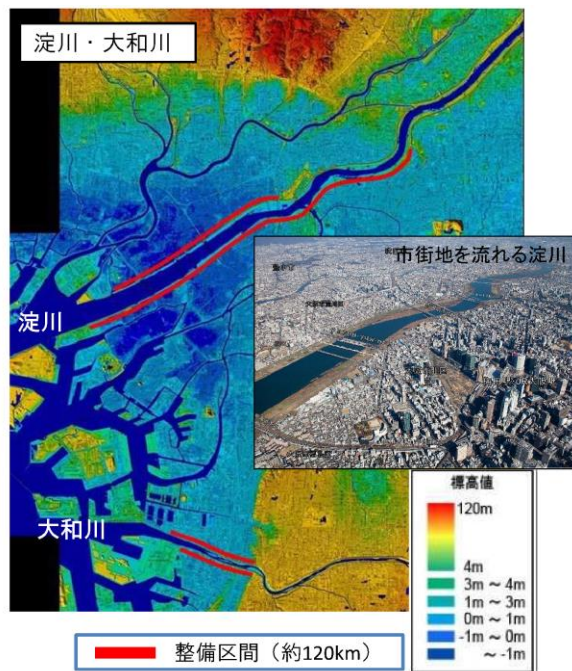 淀川・大和川
市街地を流れる淀川
淀川
大和川
標高値
120m
4m
3m ～ 4m
1m ～ 3m
0m ～ 1m
-1m ～ 0m
～ -1m
整備区間（約120km）